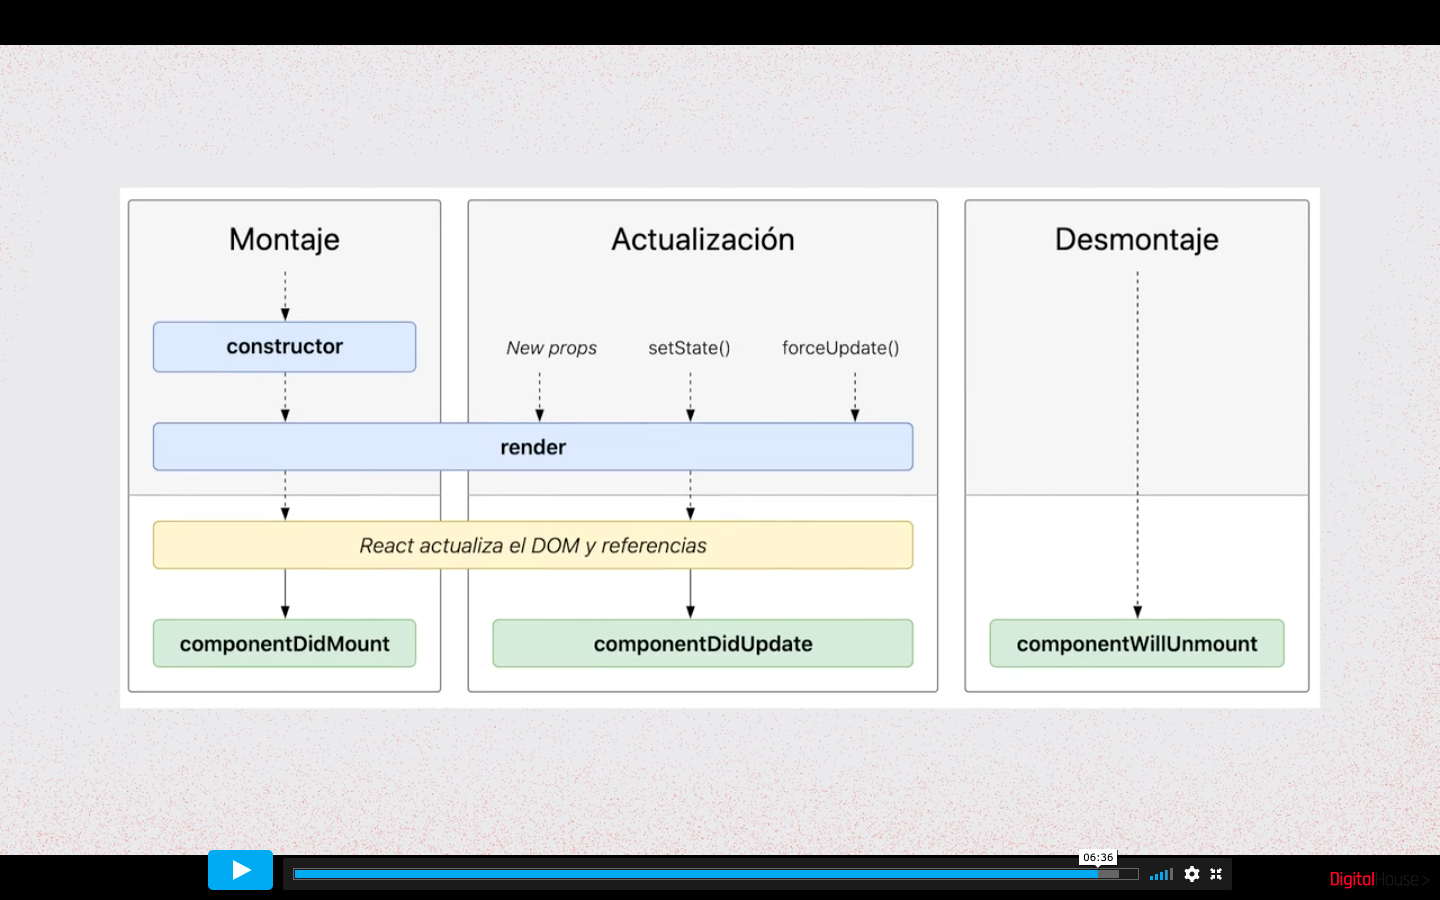 Montaje
Actualización
Desmontaje
constructor
New props
setState()
forceUpdate()
render
React actualiza el DOM y referencias
componentDidMount
componentDidUpdate
componentWillUnmount
06:36
DigitalHouse>